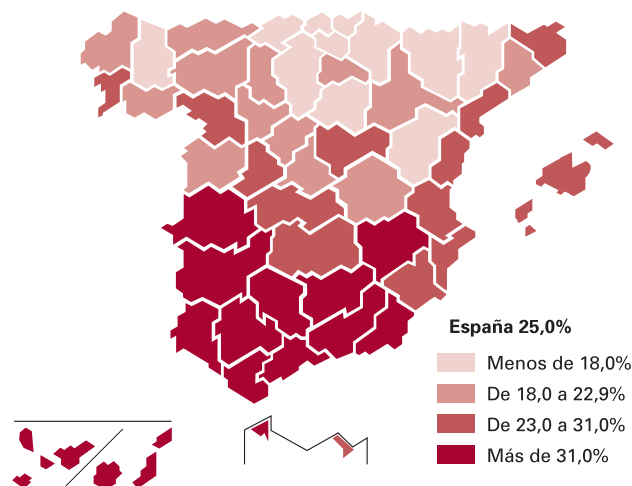 España 25,0%
Menos de 18,0%
De 18,0 a 22,9%
De 23,0 a 31,0%
Más de 31,0%